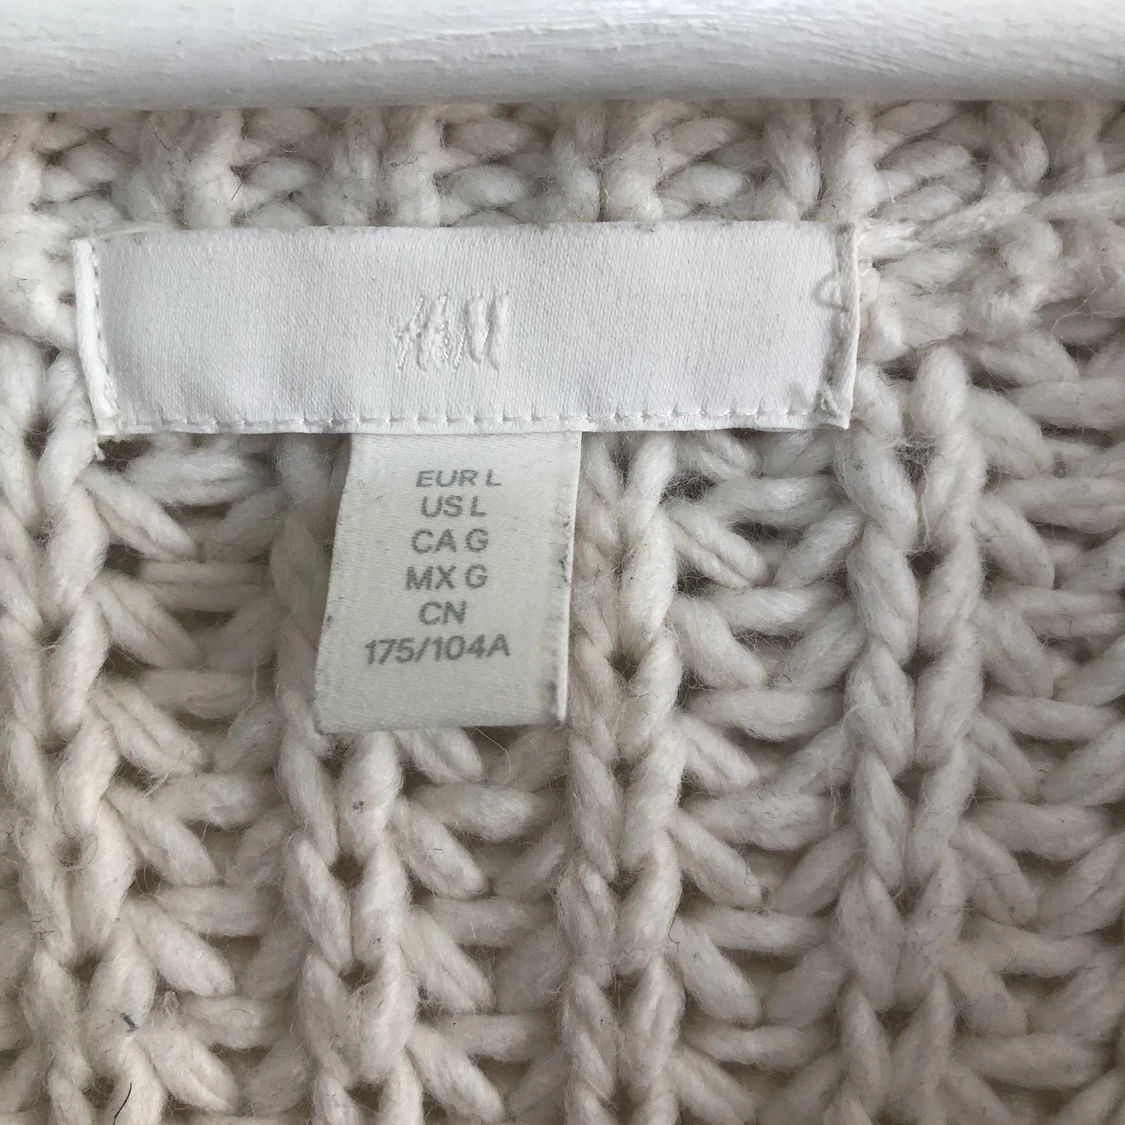 H&M
EUR L
US L
CA G
MX G
CN
175/104A